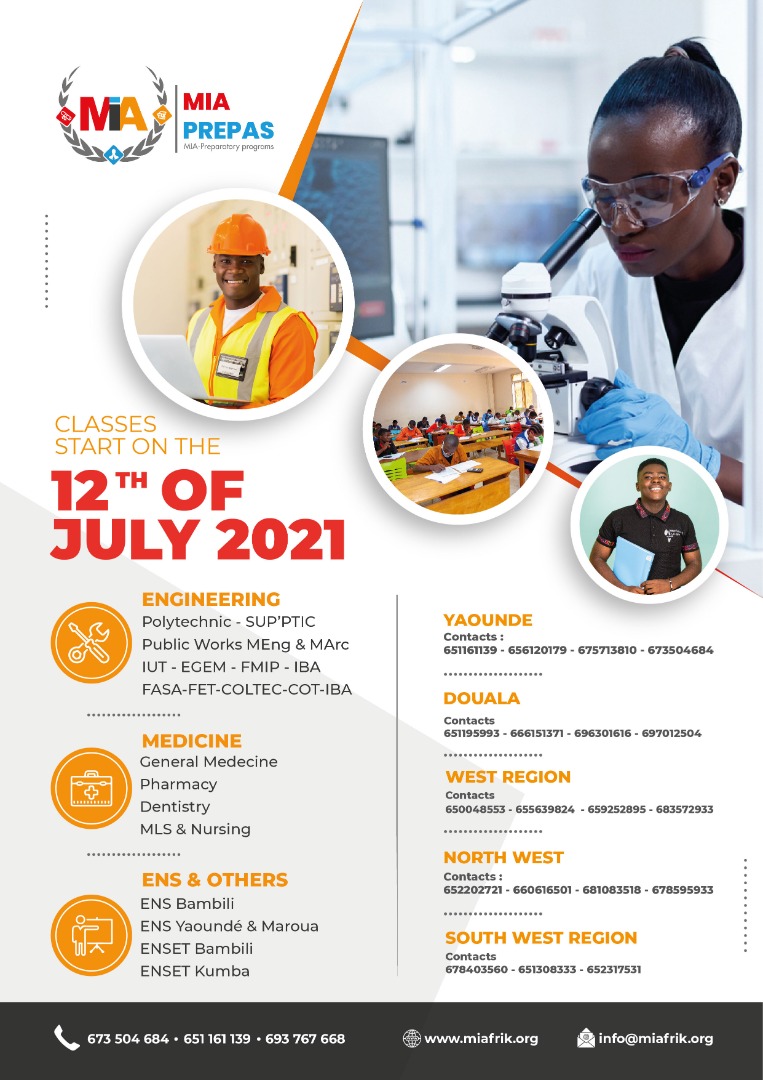 MiA
MIA
PREPAS
MIA-Preparatory programs
CLASSES
START ON THE
12TH OF
JULY 2021
ENGINEERING
Polytechnic - SUP'PTIC
Public Works MEng & MArc
IUT - EGEM - FMIP - IBA
FASA-FET-COLTEC-COT-IBA
MEDICINE
General Medecine
Pharmacy
Dentistry
MLS & Nursing
ENS & OTHERS
ENS Bambili
ENS Yaoundé & Maroua
ENSET Bambili
ENSET Kumba
YAOUNDE
Contacts :
651161139 - 656120179 - 675713810 - 673504684
DOUALA
Contacts
651195993 - 666151371 - 696301616 - 697012504
WEST REGION
Contacts
650048553 - 655639824 - 659252895 - 683572933
NORTH WEST
Contacts :
652202721 - 660616501 - 681083518 - 678595933
SOUTH WEST REGION
Contacts
678403560 - 651308333 - 652317531
673 504 684 • 651 161 139 • 693 767 668
www.miafrik.org
info@miafrik.org